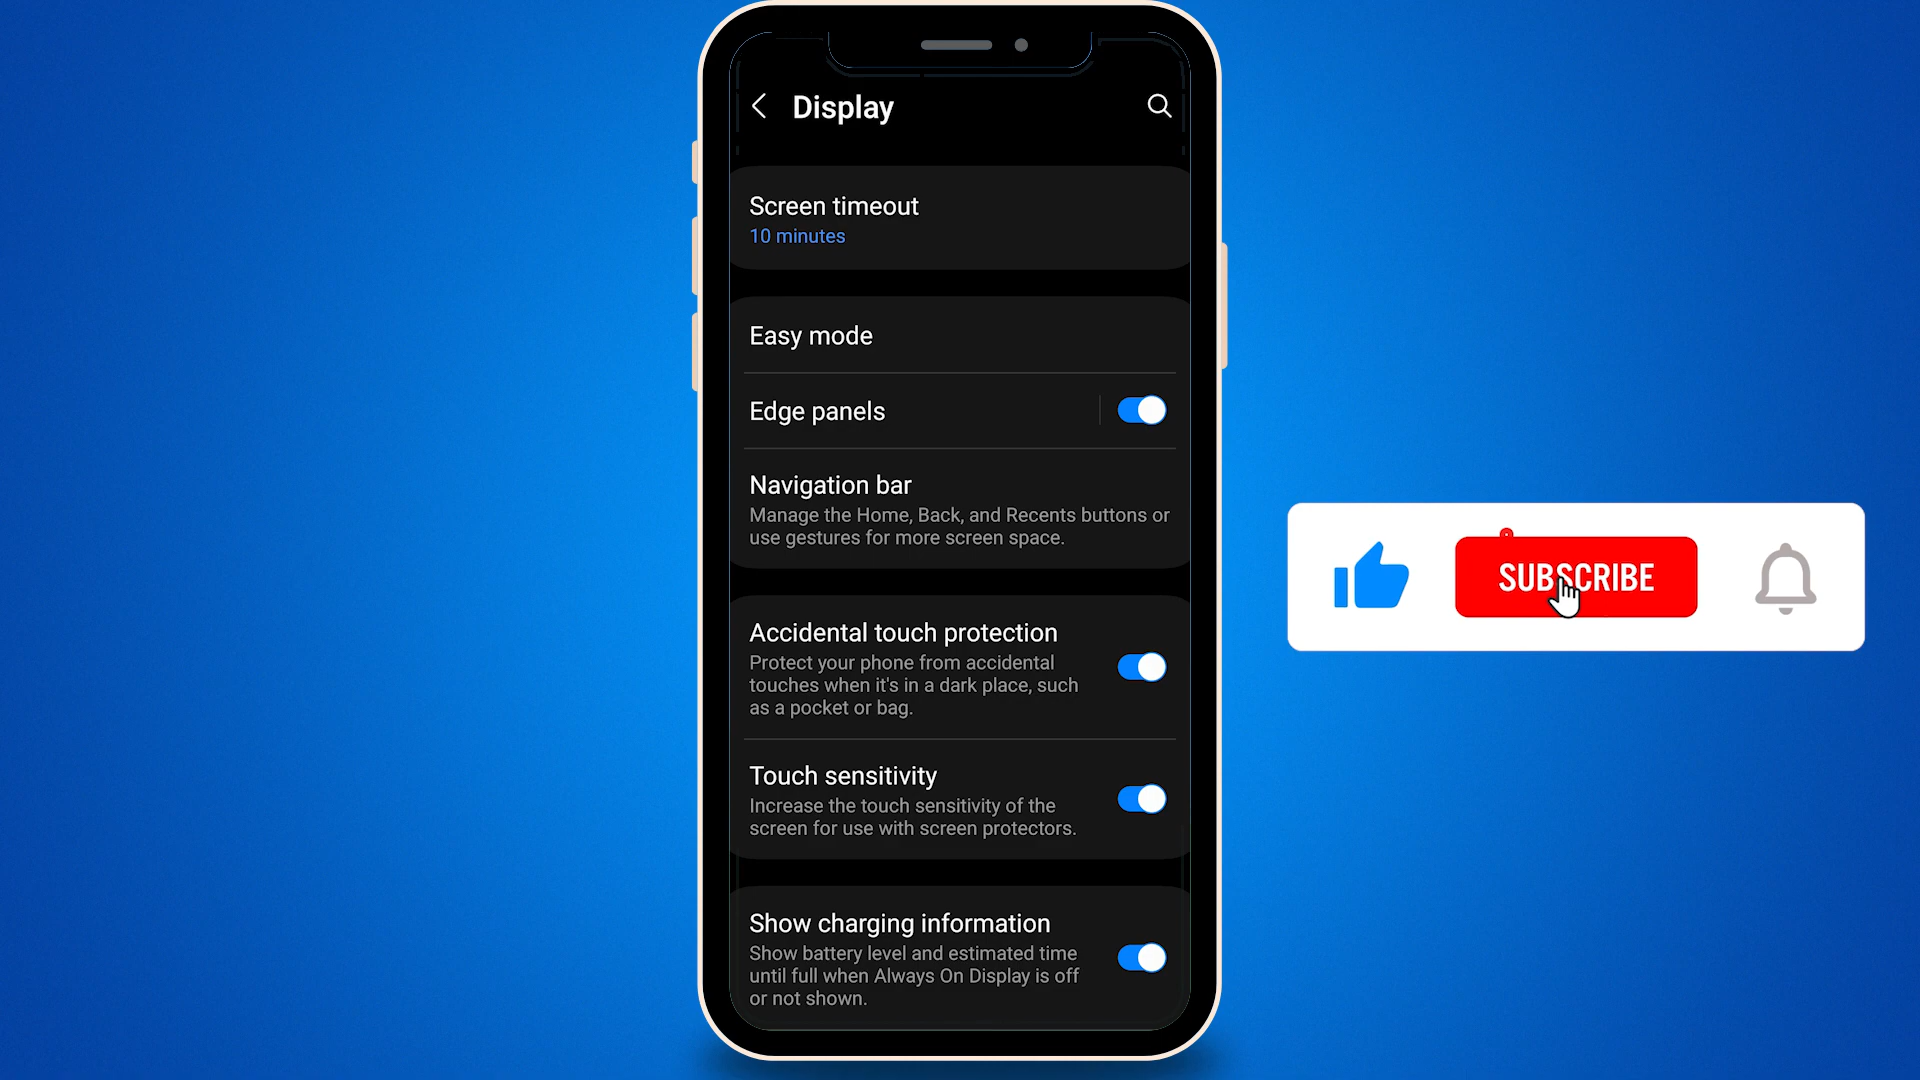 Display
Screen timeout
10 minutes
Easy mode
Edge panels
Navigation bar
Manage the Home, Back, and Recents buttons or
use gestures for more screen space.
Accidental touch protection
Protect your phone from accidental
touches when it's in a dark place, such
as a pocket or bag.
Touch sensitivity
Increase the touch sensitivity of the
screen for use with screen protectors.
Show charging information
Show battery level and estimated time
until full when Always On Display is off
or not shown.
SUBSCRIBE